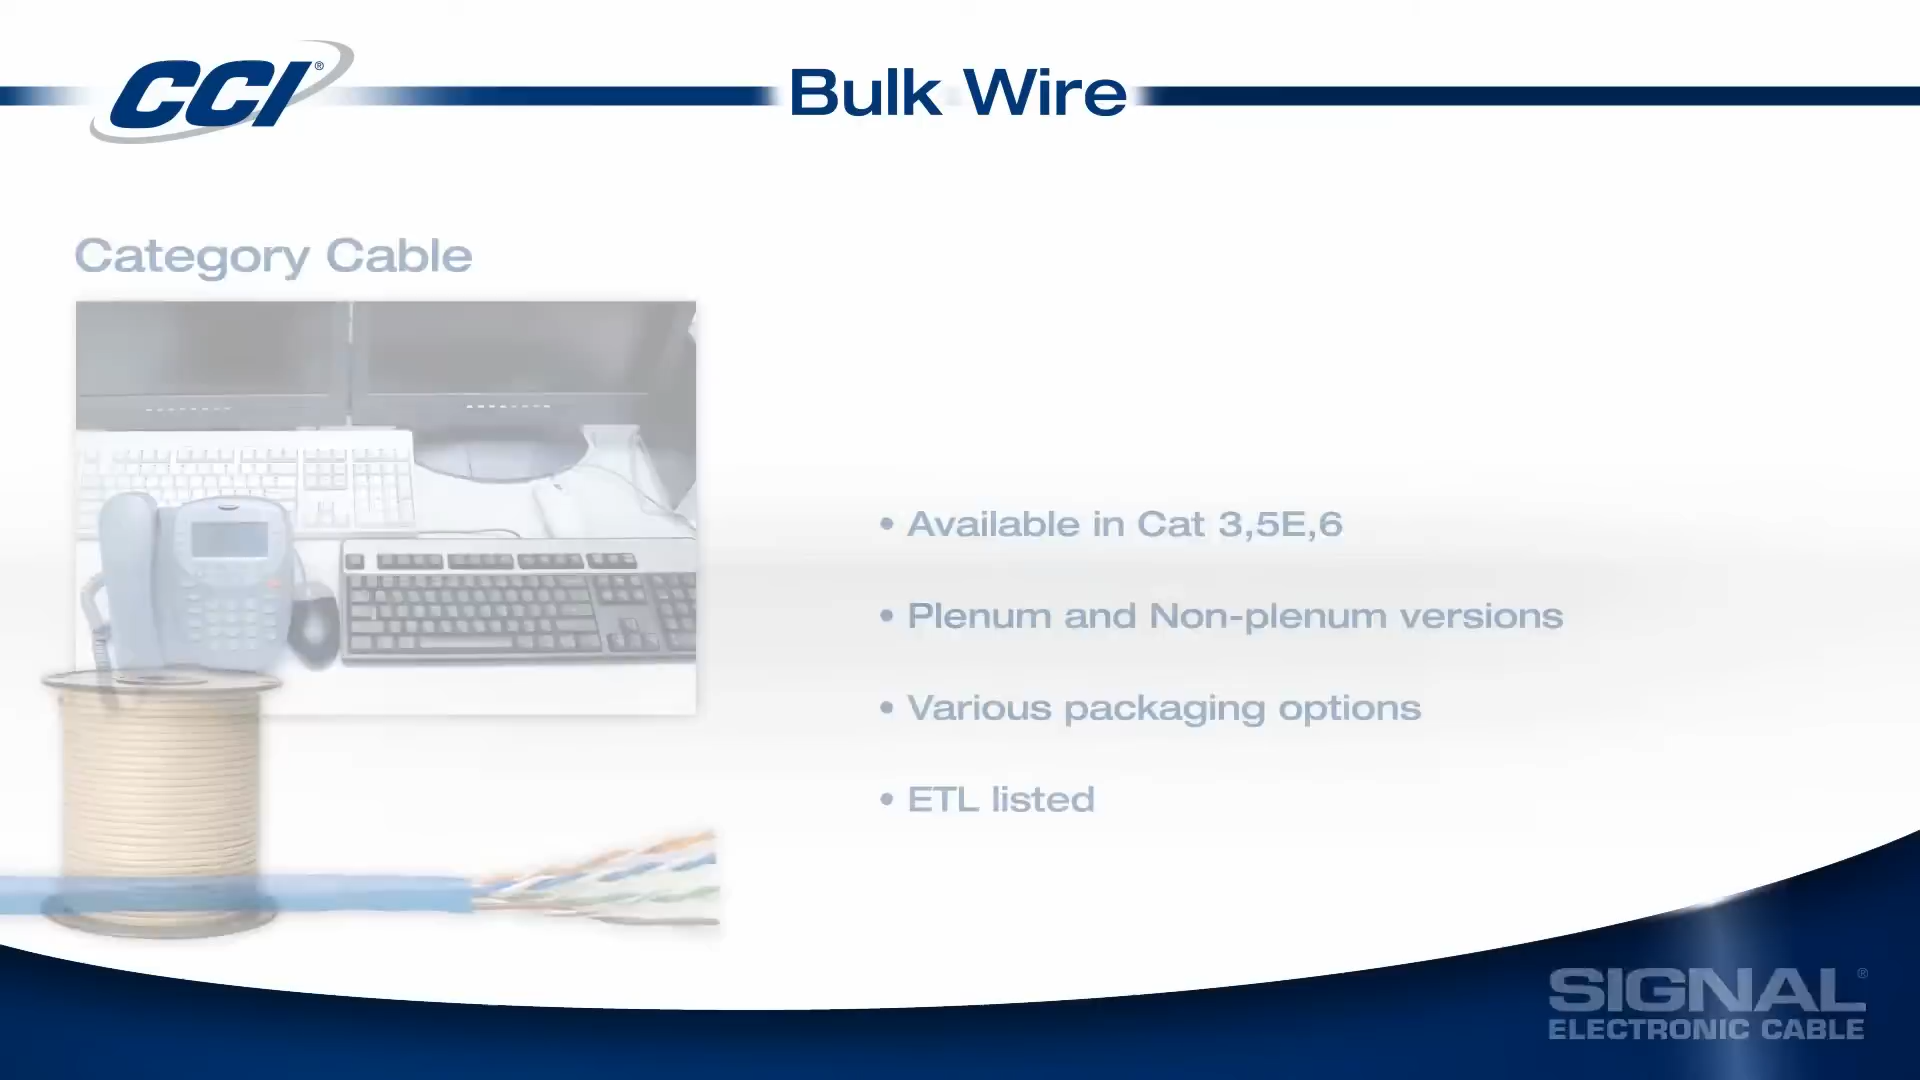 CCI®
Bulk Wire
Category Cable
• Available in Cat 3,5E,6
• Plenum and Non-plenum versions
• Various packaging options
• ETL listed
SIGNAL®
ELECTRONIC CABLE